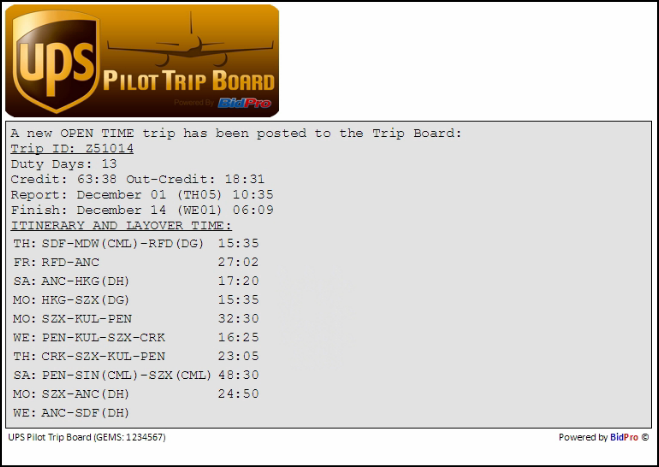 ups
PILOT TRIP BOARD
Powered by BidPro
A new OPEN TIME trip has been posted to the Trip Board:
Trip ID: Z51014
Duty Days: 13
Credit: 63:38 Out-Credit: 18:31
Report: December 01 (TH05) 10:35
Finish: December 14 (WE01) 06:09
ITINERARY AND LAYOVER TIME:
TH: SDF-MDW(CML)-RFD(DG) 15:35
FR: RFD-ANC 27:02
SA: ANC-HKG(DH) 17:20
MO: HKG-SZX(DG) 15:35
MO: SZX-KUL-PEN 32:30
WE: PEN-KUL-SZX-CRK 16:25
TH: CRK-SZX-KUL-PEN 23:05
SA: PEN-SIN(CML)-SZX(CML) 48:30
MO: SZX-ANC(DH) 24:50
WE: ANC-SDF(DH)
UPS Pilot Trip Board (GEMS: 1234567) Powered by BidPro ©